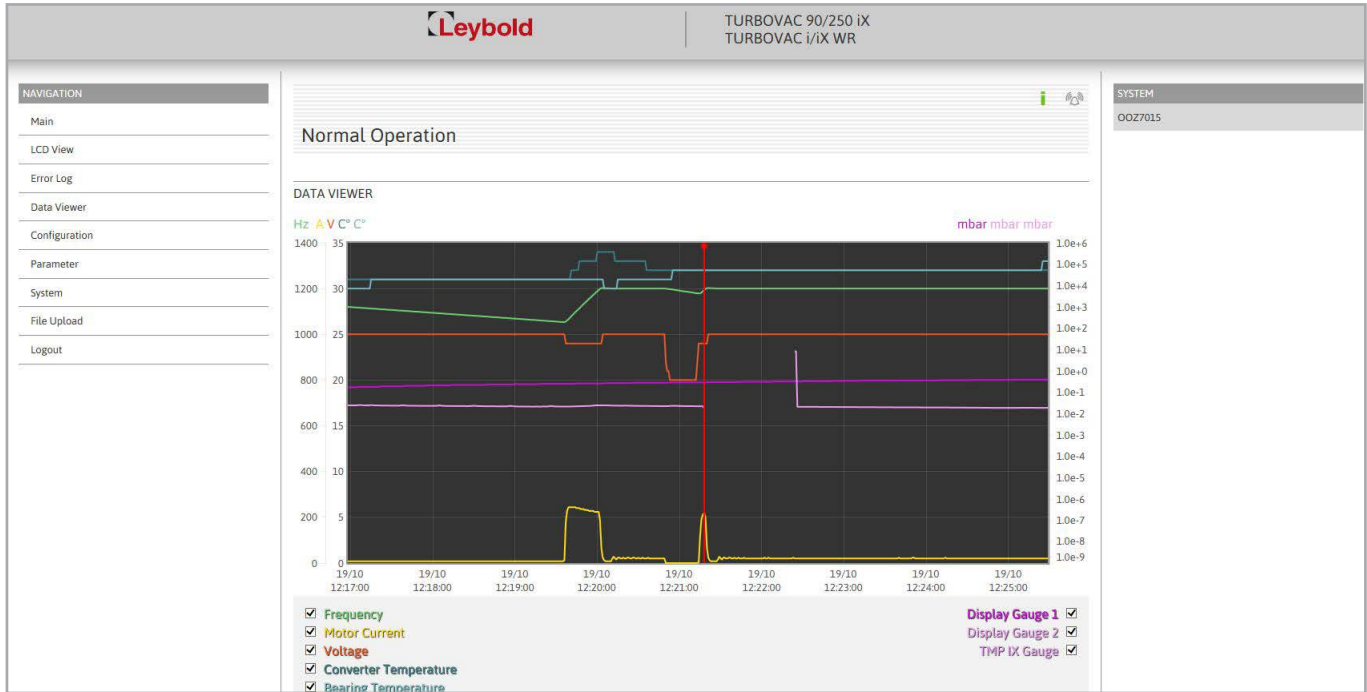 Leybold
TURBOVAC 90/250 iX
TURBOVAC i/iX WR
NAVIGATION
Main
LCD View
Error Log
Data Viewer
Configuration
Parameter
System
File Upload
Logout
i
Normal Operation
SYSTEM
OOZ7015
DATA VIEWER
Hz A V C° C°
mbar mbar mbar
1400 35 1.0e+6
1.0e+5
1200 30 1.0e+4
1.0e+3
1000 25 1.0e+2
1.0e+1
800 20 1.0e+0
1.0e-1
600 15 1.0e-2
1.0e-3
400 10 1.0e-4
1.0e-5
1.0e-6
200 5 1.0e-7
1.0e-8
0 0 1.0e-9
19/10 19/10 19/10 19/10 19/10 19/10 19/10 19/10 19/10
12:17:00 12:18:00 12:19:00 12:20:00 12:21:00 12:22:00 12:23:00 12:24:00 12:25:00
Frequency
Motor Current
Voltage
Converter Temperature
Bearing Temperature
Display Gauge 1
Display Gauge 2
TMP IX Gauge